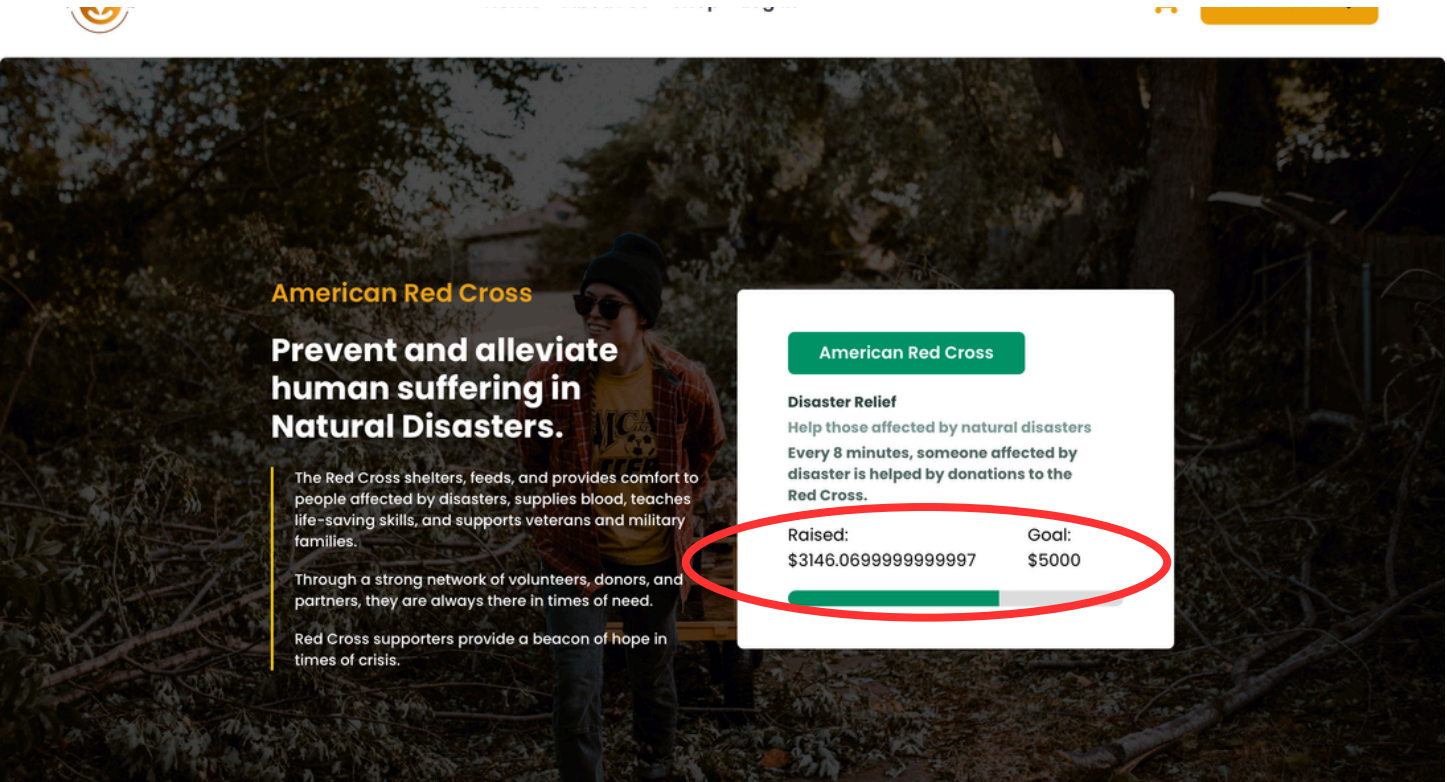 American Red Cross
Prevent and alleviate
human suffering in
Natural Disasters.
The Red Cross shelters, feeds, and provides comfort to
people affected by disasters, supplies blood, teaches
life-saving skills, and supports veterans and military
families.
Through a strong network of volunteers, donors, and
partners, they are always there in times of need.
Red Cross supporters provide a beacon of hope in
times of crisis.
American Red Cross
Disaster Relief
Help those affected by natural disasters
Every 8 minutes, someone affected by
disaster is helped by donations to the
Red Cross.
Raised: Goal:
$3146.0699999999997 $5000